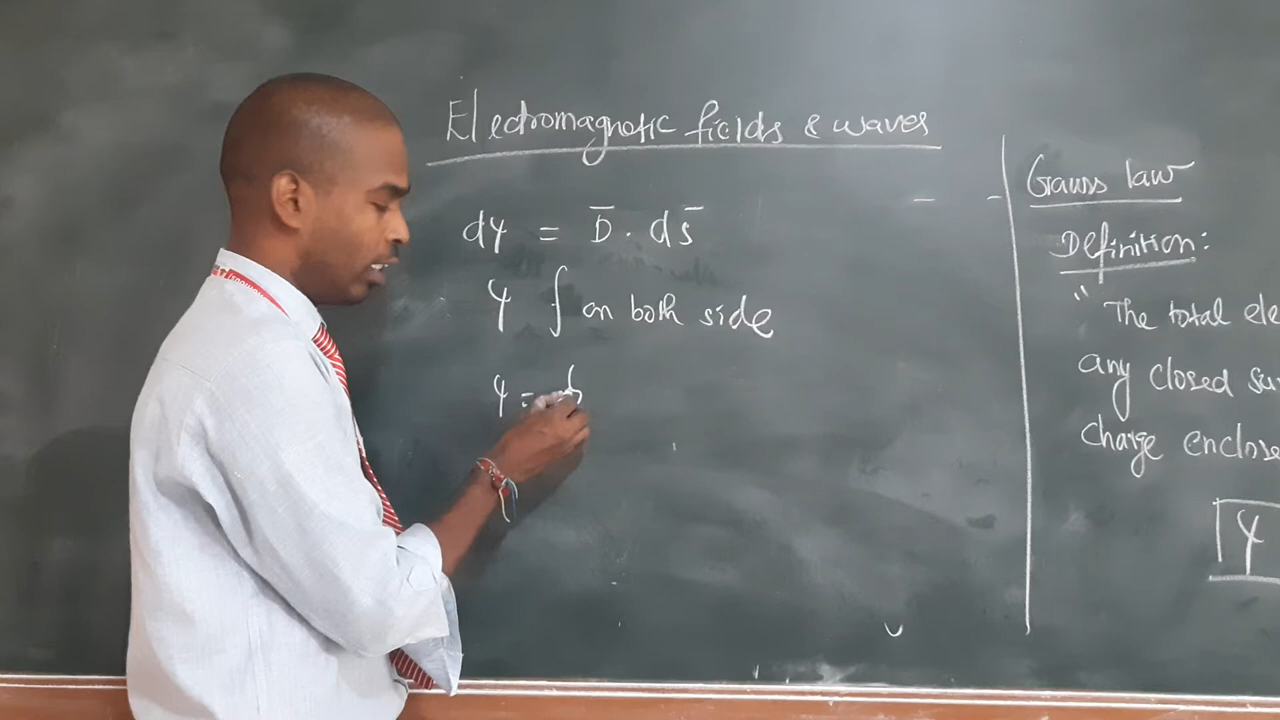 Electromagnetic fields & waves
dψ = D̄ . ds̄
ψ ∫ on both side
ψ =
Gauss law
Definition:
" The total ele
any closed su
charge enclose
ψ